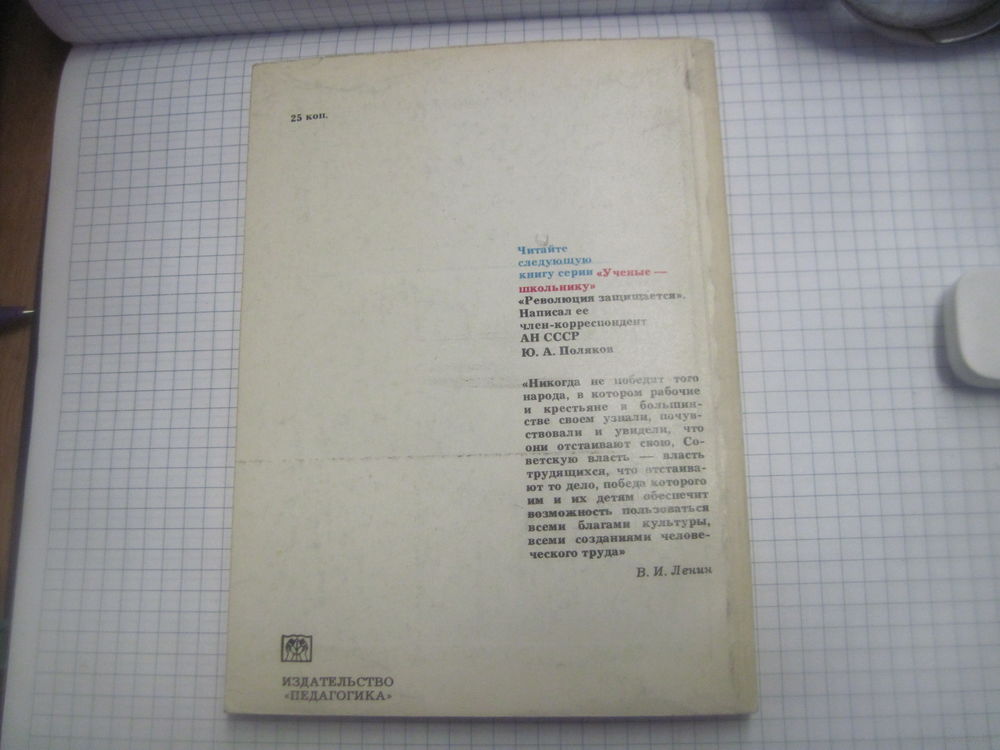 25 коп.
Читайте
следующую
книгу серии «Ученые —
школьнику»
«Революция защищается».
Написал ее
член-корреспондент
АН СССР
Ю. А. Поляков
«Никогда не победят того
народа, в котором рабочие
и крестьяне в большин-
стве своем узнали, почув-
ствовали и увидели, что
они отстаивают свою, Со-
ветскую власть — власть
трудящихся, что отстаива-
ют то дело, победа которого
им и их детям обеспечит
возможность пользоваться
всеми благами культуры,
всеми созданиями челове-
ческого труда»
В. И. Ленин
ИЗДАТЕЛЬСТВО
«ПЕДАГОГИКА»